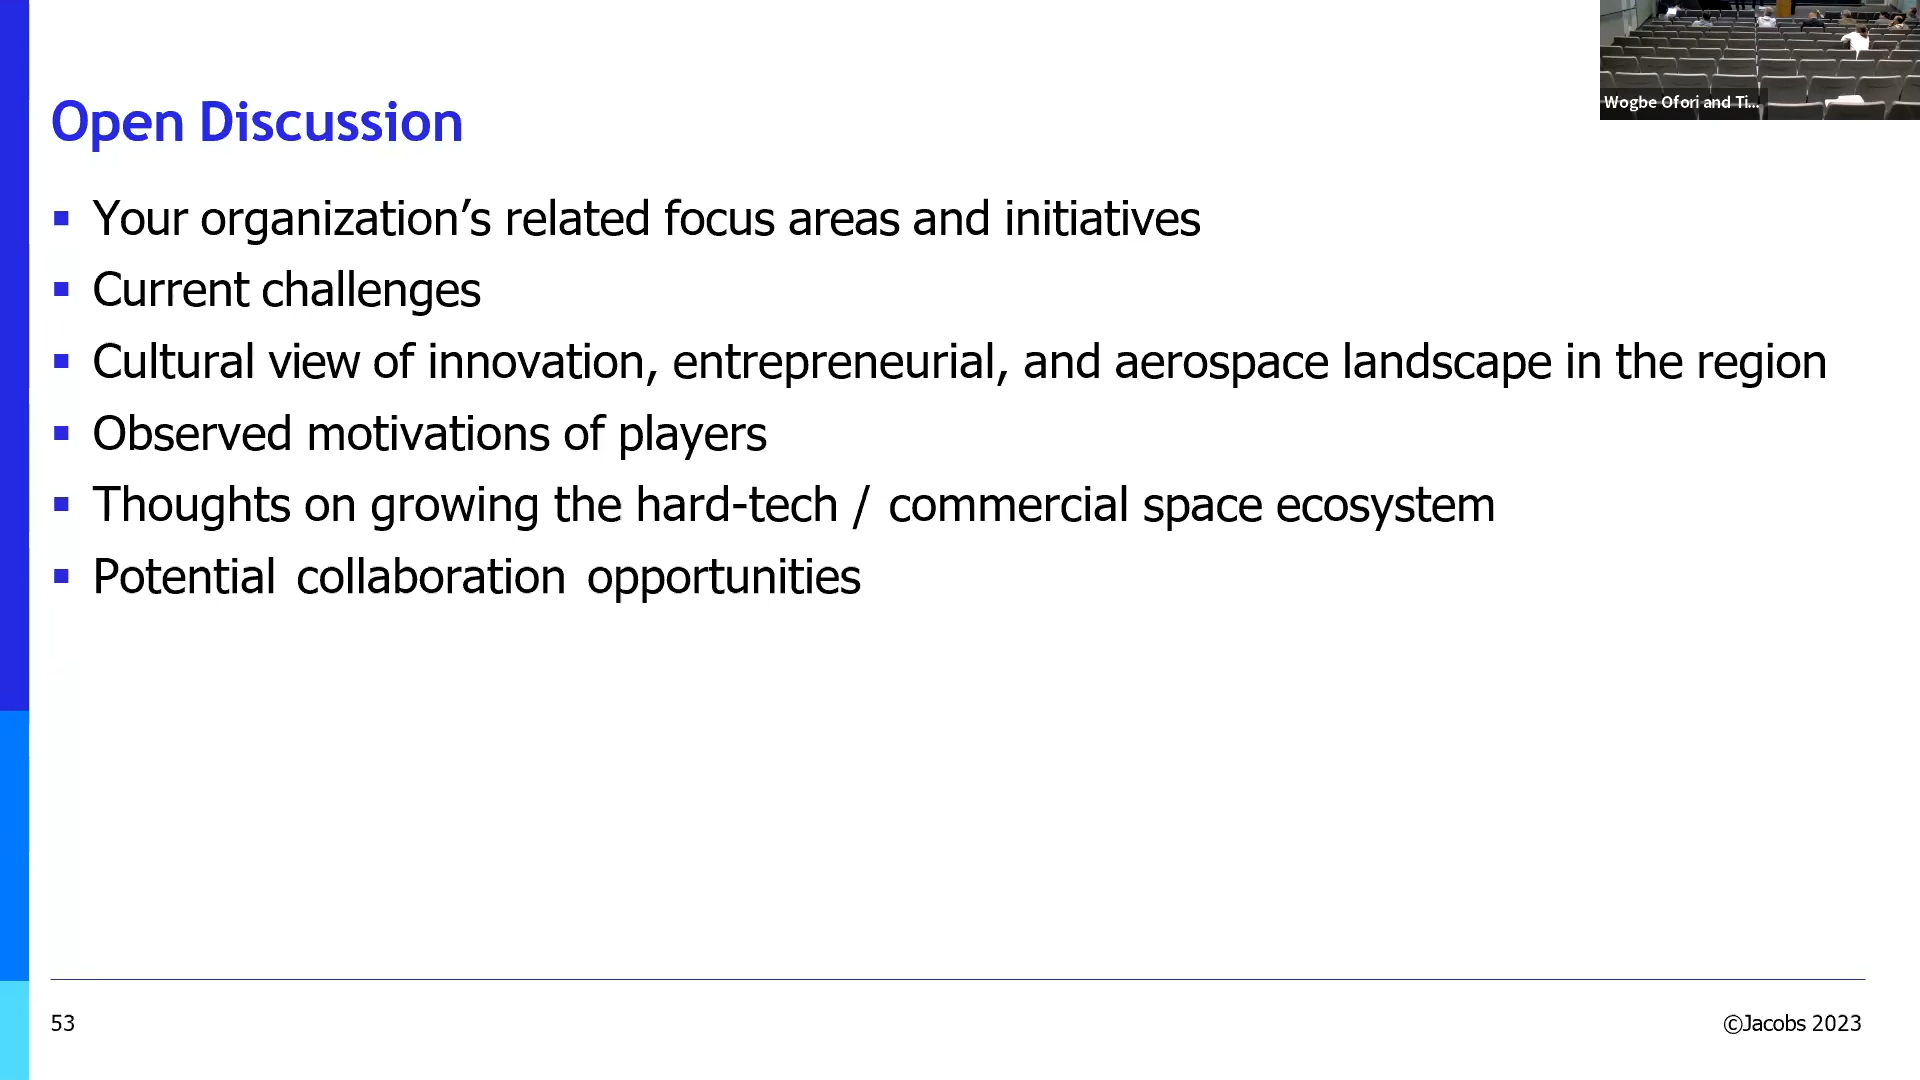 Wogbe Ofori and Ti...
Open Discussion
▪ Your organization’s related focus areas and initiatives
▪ Current challenges
▪ Cultural view of innovation, entrepreneurial, and aerospace landscape in the region
▪ Observed motivations of players
▪ Thoughts on growing the hard-tech / commercial space ecosystem
▪ Potential collaboration opportunities
53
©Jacobs 2023